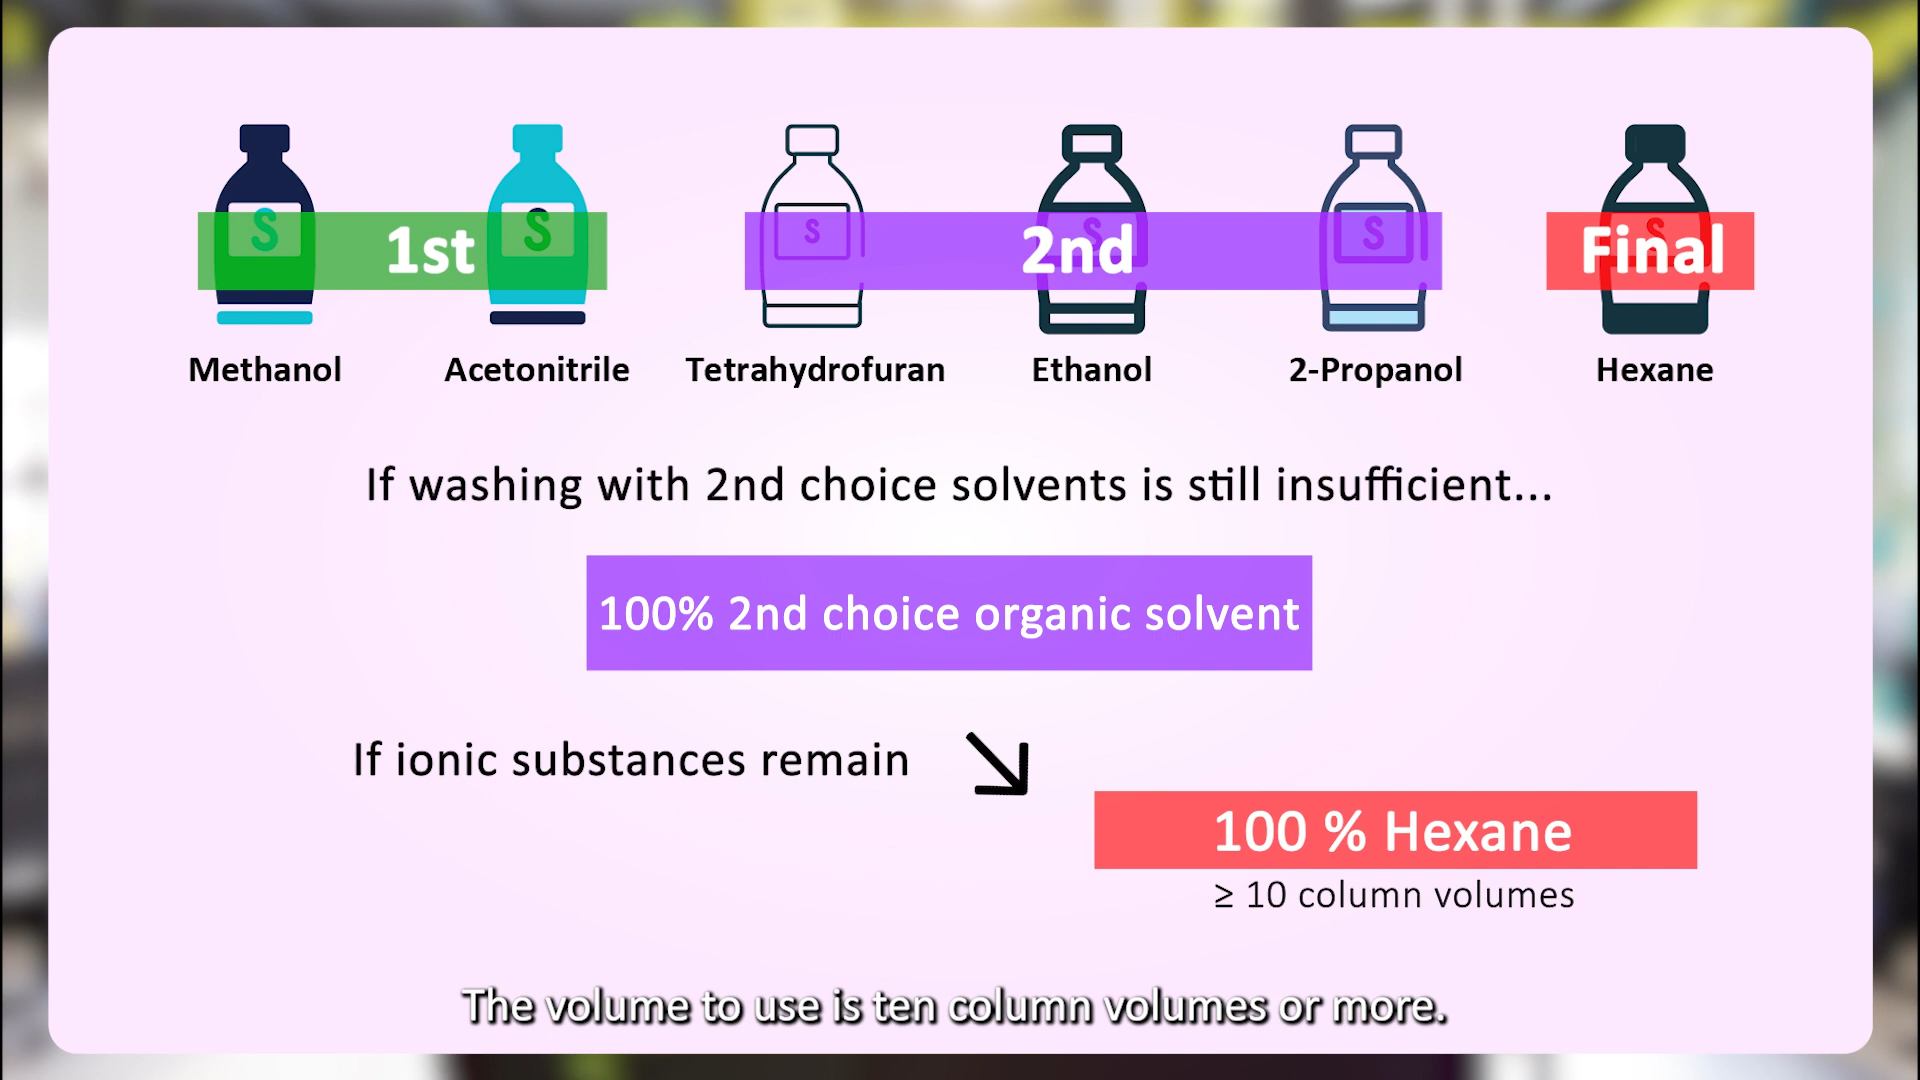 S S S S S S
1st 2nd Final
Methanol Acetonitrile Tetrahydrofuran Ethanol 2-Propanol Hexane
If washing with 2nd choice solvents is still insufficient...
100% 2nd choice organic solvent
If ionic substances remain
100 % Hexane
≥ 10 column volumes
The volume to use is ten column volumes or more.